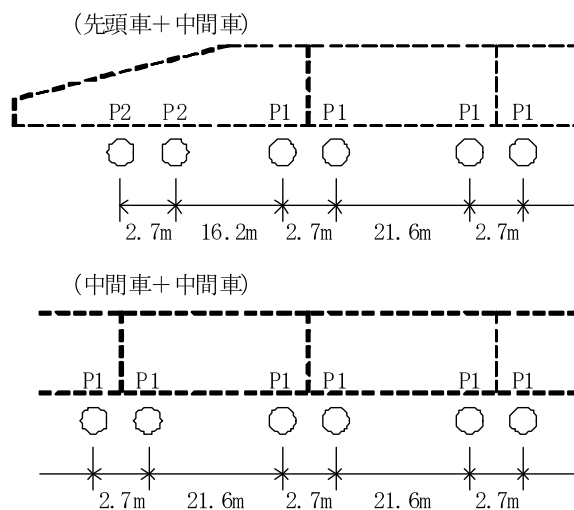 （先頭車＋中間車）
P2 P2 P1 P1 P1 P1
2.7m 16.2m 2.7m 21.6m 2.7m
（中間車＋中間車）
P1 P1 P1 P1 P1 P1
2.7m 21.6m 2.7m 21.6m 2.7m